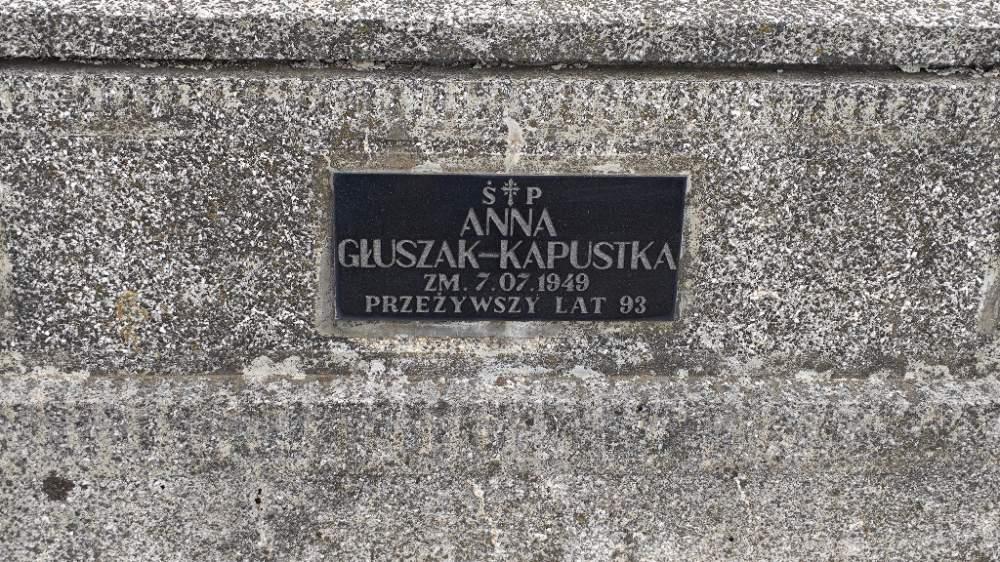 Ś✝P
ANNA
GŁUSZAK-KAPUSTKA
ZM. 7.07.1949
PRZEŻYWSZY LAT 93